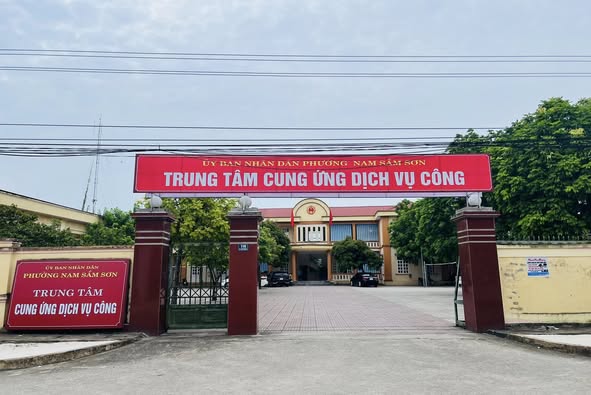 ỦY BAN NHÂN DÂN PHƯỜNG NAM SẦM SƠN
TRUNG TÂM CUNG ỨNG DỊCH VỤ CÔNG
ỦY BAN NHÂN DÂN
PHƯỜNG NAM SẦM SƠN
TRUNG TÂM
CUNG ỨNG DỊCH VỤ CÔNG